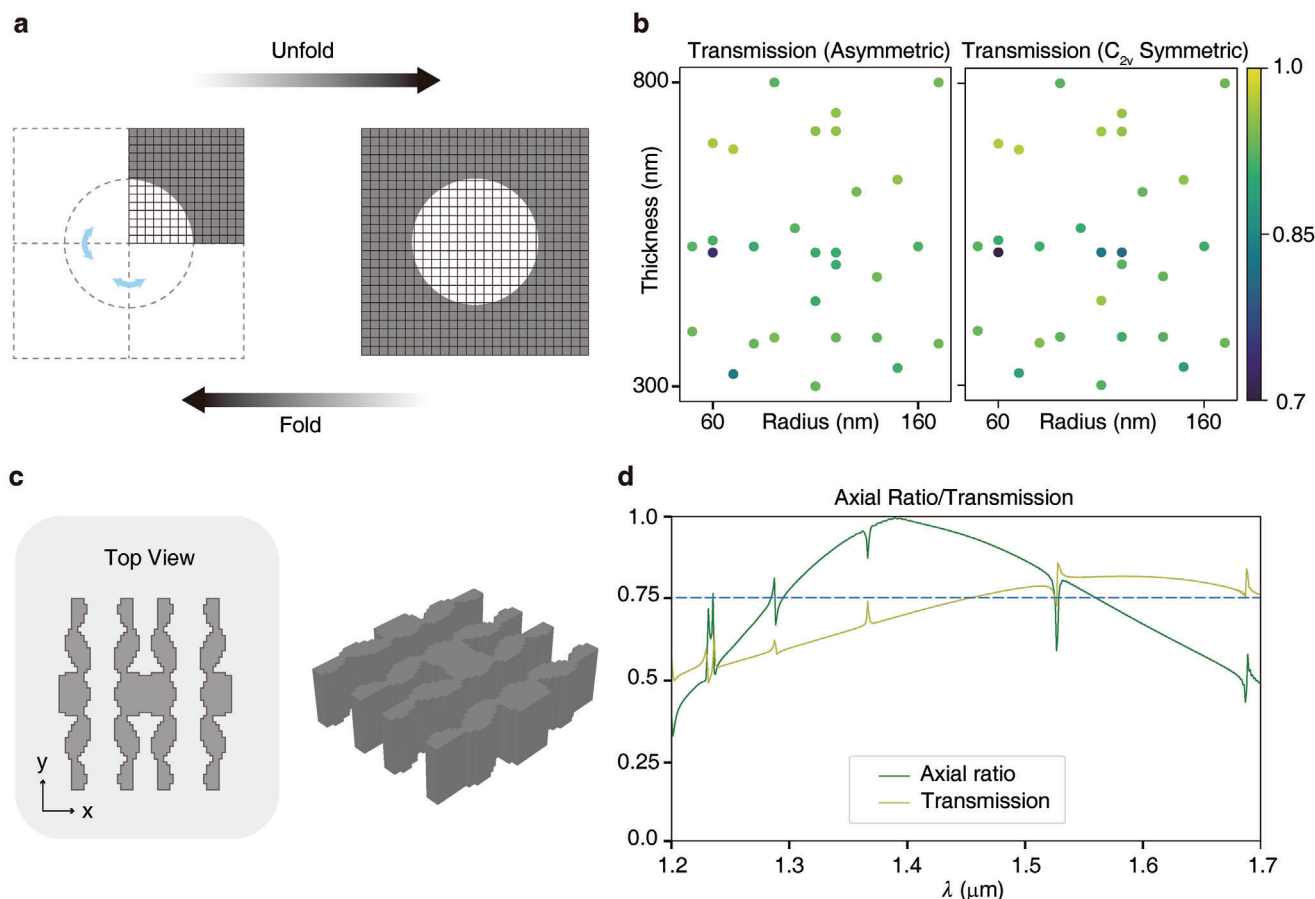 a
Unfold
Fold
b
Transmission (Asymmetric)
Transmission (C2v Symmetric)
800
300
Thickness (nm)
60
Radius (nm)
160
60
Radius (nm)
160
1.0
0.85
0.7
c
Top View
y
x
d
Axial Ratio/Transmission
1.0
0.75
0.5
0.25
0.0
1.2
1.3
1.4
1.5
1.6
1.7
λ (μm)
Axial ratio
Transmission